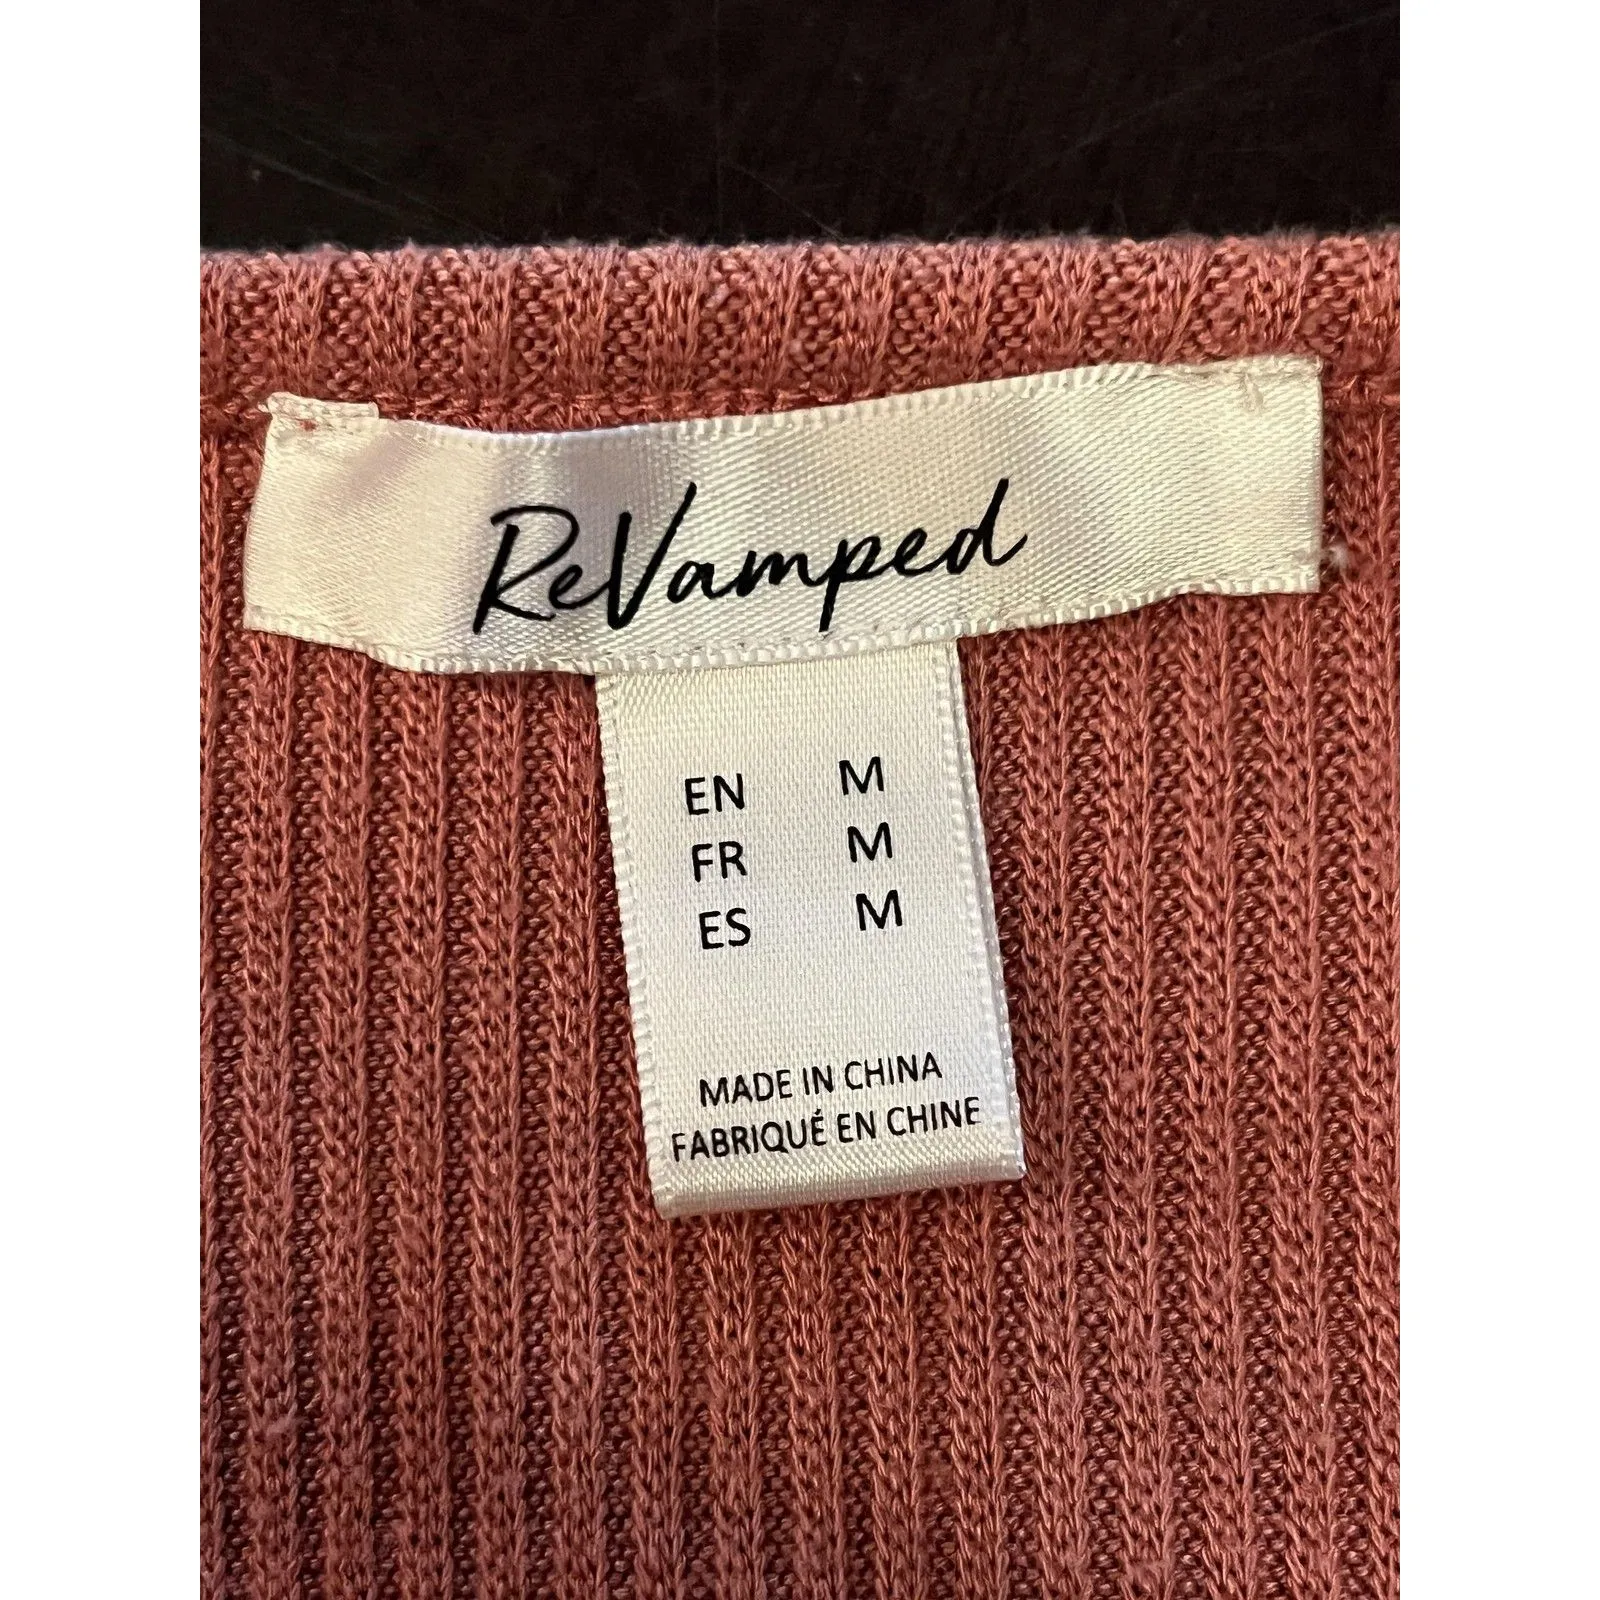 ReVamped
EN M
FR M
ES M
MADE IN CHINA
FABRIQUÉ EN CHINE